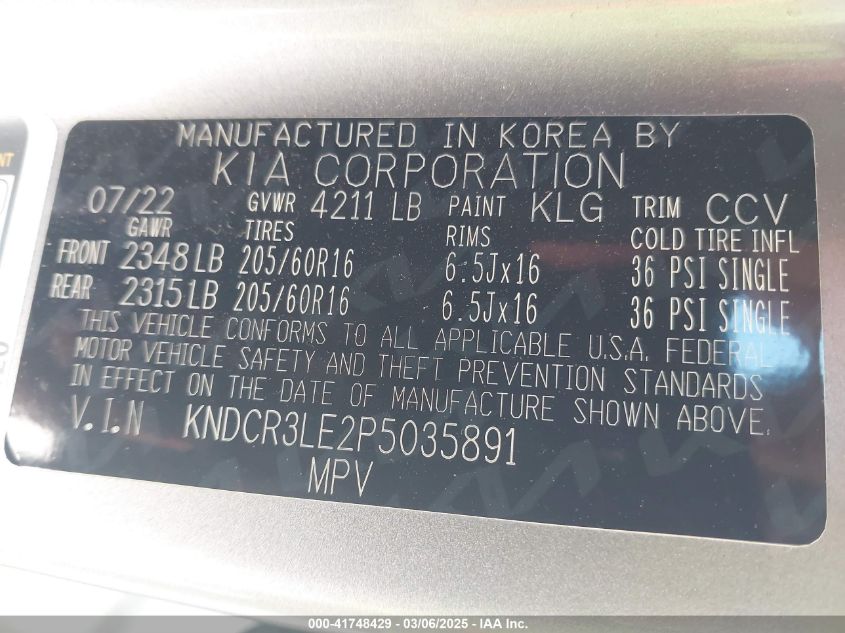 MANUFACTURED IN KOREA BY
KIA CORPORATION
07/22 GVWR 4211 LB PAINT KLG TRIM CCV
GAWR TIRES RIMS COLD TIRE INFL
FRONT 2348 LB 205/60R16 6.5Jx16 36 PSI SINGLE
REAR 2315 LB 205/60R16 6.5Jx16 36 PSI SINGLE
THIS VEHICLE CONFORMS TO ALL APPLICABLE U.S.A. FEDERAL
MOTOR VEHICLE SAFETY AND THEFT PREVENTION STANDARDS
IN EFFECT ON THE DATE OF MANUFACTURE SHOWN ABOVE.
V.I.N KNDCR3LE2P5035891
MPV
000-41748429 - 03/06/2025 - IAA Inc.